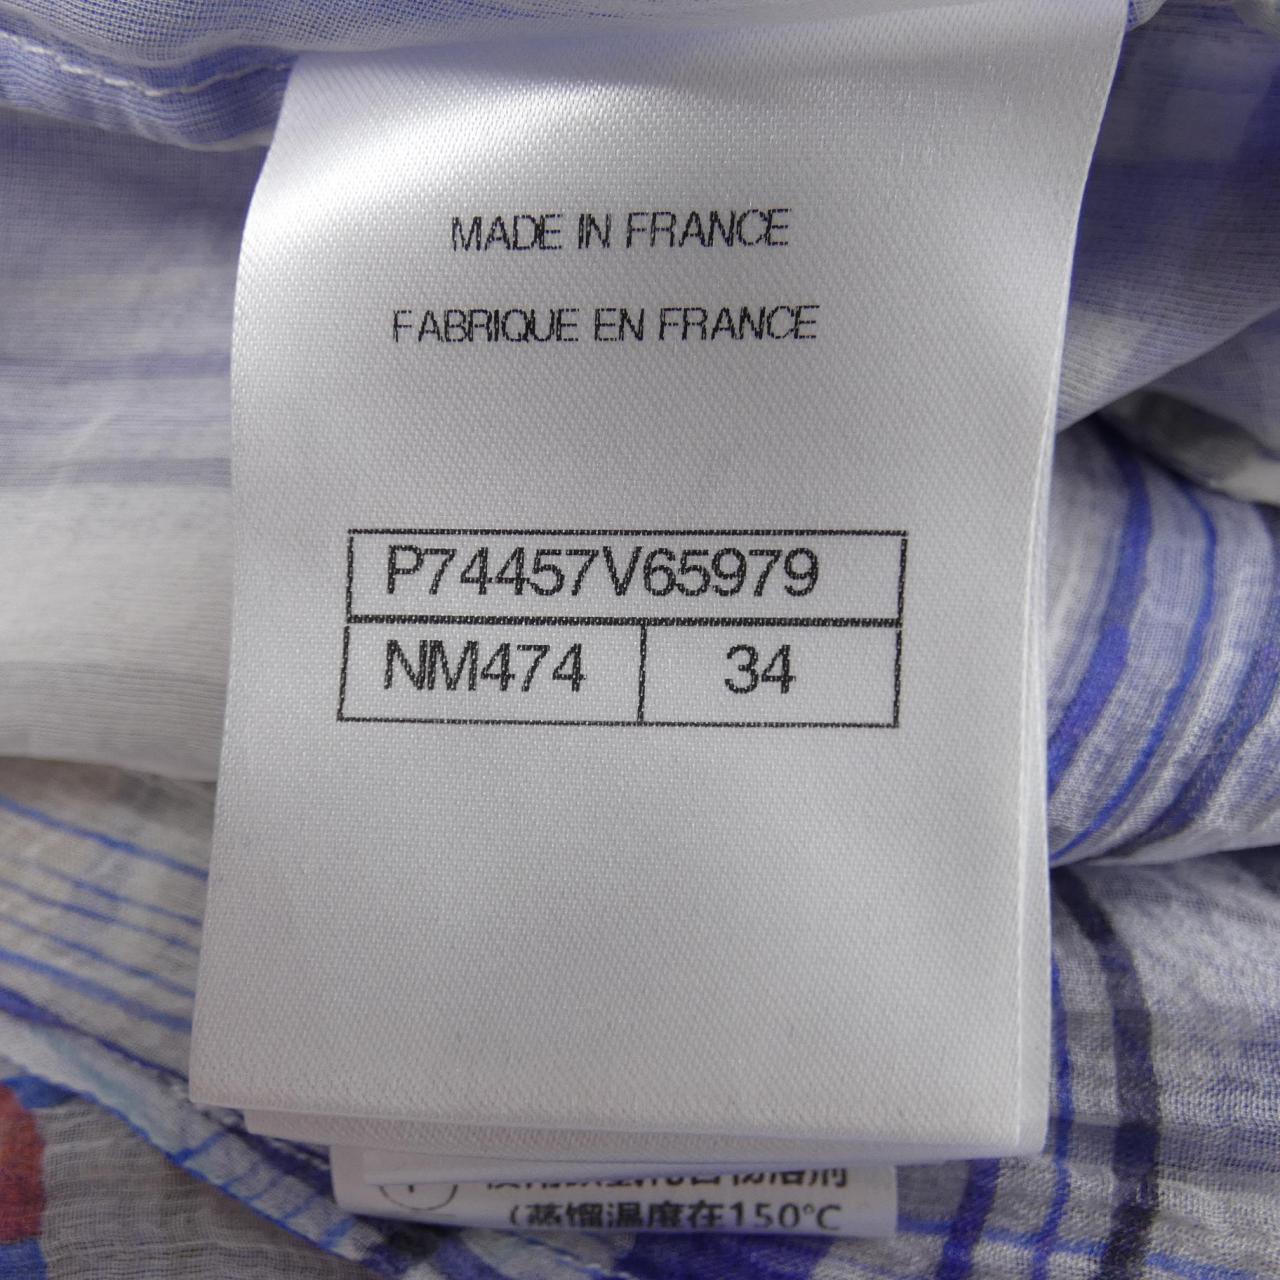 MADE IN FRANCE
FABRIQUE EN FRANCE
P74457V65979
NM474
34
(蒸馏温度在150℃